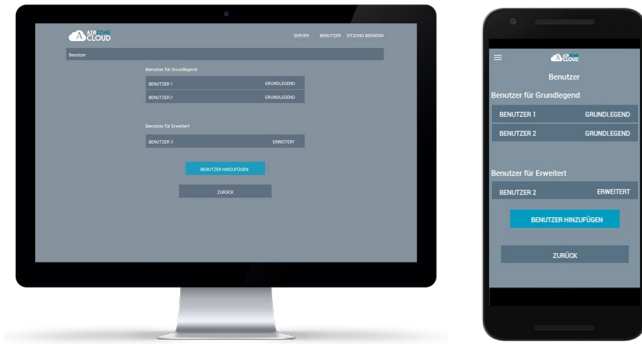 AIRZONE
CLOUD
SERVER BENUTZER SITZUNG BEENDEN
Benutzer
Benutzer für Grundlegend
BENUTZER 1 GRUNDLEGEND
BENUTZER 2 GRUNDLEGEND
Benutzer für Erweitert
BENUTZER 3 ERWEITERT
BENUTZER HINZUFÜGEN
ZURÜCK
AIRZONE
CLOUD
Benutzer
Benutzer für Grundlegend
BENUTZER 1 GRUNDLEGEND
BENUTZER 2 GRUNDLEGEND
Benutzer für Erweitert
BENUTZER 2 ERWEITERT
BENUTZER HINZUFÜGEN
ZURÜCK